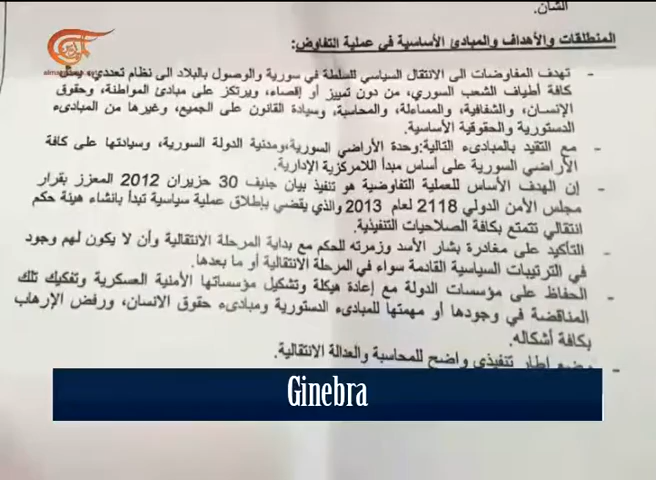 الشأن.
المنطلقات والأهداف والمبادئ الأساسية في عملية التفاوض:
- تهدف المفاوضات الى الانتقال السياسي للسلطة في سورية والوصول بالبلاد الى نظام تعددي،
كافة أطياف الشعب السوري، من دون تمييز أو إقصاء، ويرتكز على مبادئ المواطنة، وحقوق
الإنسان، والشفافية، والمساءلة، والمحاسبة، وسيادة القانون على الجميع، وغيرها من المبادىء
الدستورية والحقوقية الأساسية.
- مع التقيد بالمبادىء التالية:وحدة الأراضي السورية،ومدنية الدولة السورية، وسيادتها على كافة
الأراضي السورية على أساس مبدأ اللامركزية الإدارية.
- إن الهدف الأساس للعملية التفاوضية هو تنفيذ بيان جنيف 30 حزيران 2012 المعزز بقرار
مجلس الأمن الدولي 2118 لعام 2013 والذي يقضي بإطلاق عملية سياسية تبدأ بانشاء هيئة حكم
انتقالي تتمتع بكافة الصلاحيات التنفيذية.
- التأكيد على مغادرة بشار الأسد وزمرته للحكم مع بداية المرحلة الانتقالية وأن لا يكون لهم وجود
في الترتيبات السياسية القادمة سواء في المرحلة الانتقالية أو ما بعدها.
- الحفاظ على مؤسسات الدولة مع إعادة هيكلة وتشكيل مؤسساتها الأمنية العسكرية وتفكيك تلك
المناقضة في وجودها أو مهمتها للمبادىء الدستورية ومبادىء حقوق الانسان، ورفض الإرهاب
بكافة أشكاله.
- وضع إطار تنفيذي واضح للمحاسبة والعدالة الانتقالية.
Ginebra